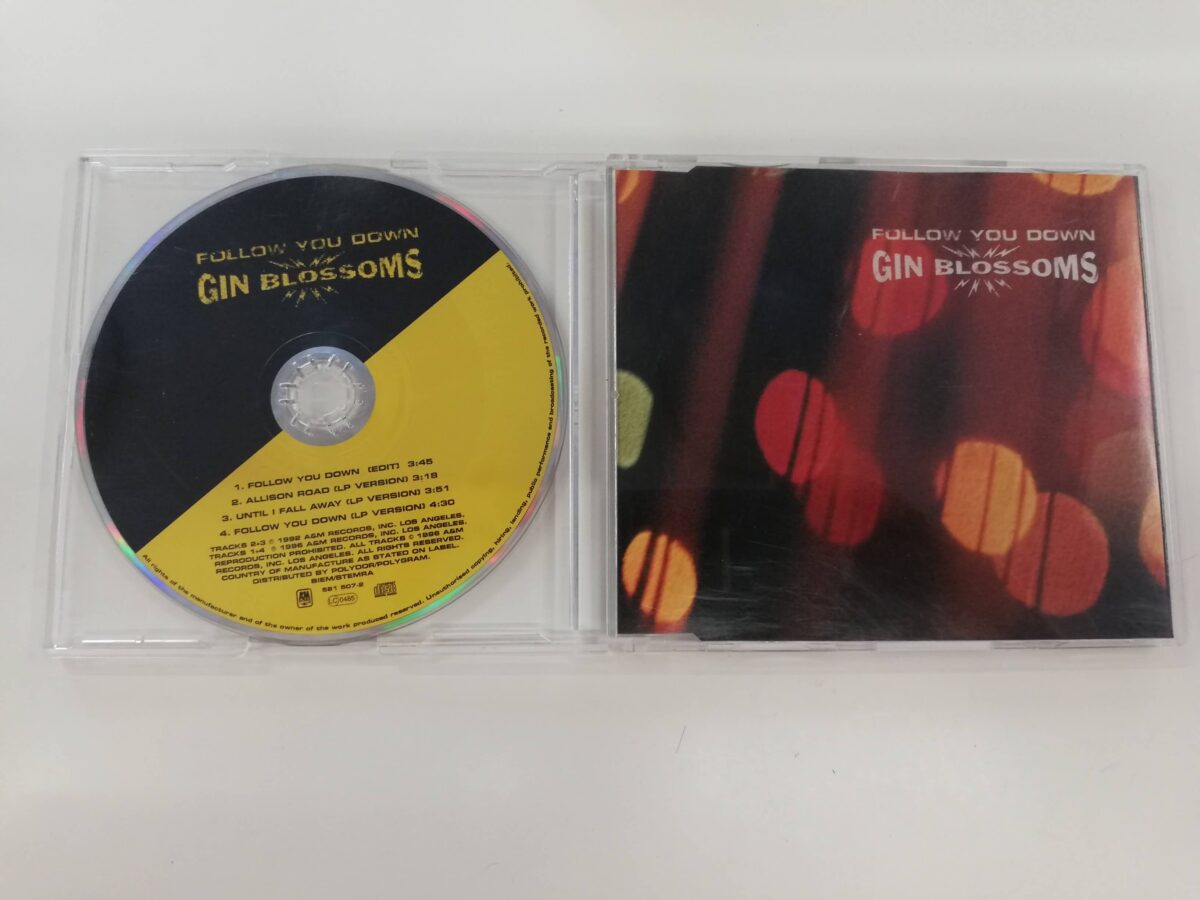 FOLLOW YOU DOWN
GIN BLOSSOMS
1. FOLLOW YOU DOWN (EDIT) 3:45
2. ALLISON ROAD (LP VERSION) 3:18
3. UNTIL I FALL AWAY (LP VERSION) 3:51
4. FOLLOW YOU DOWN (LP VERSION) 4:30
TRACKS 2-3 ℗ 1992 A&M RECORDS, INC. LOS ANGELES.
TRACKS 1-4 ℗ 1996 A&M RECORDS, INC. LOS ANGELES.
REPRODUCTION PROHIBITED. ALL TRACKS © 1996 A&M
RECORDS, INC. LOS ANGELES. ALL RIGHTS RESERVED.
COUNTRY OF MANUFACTURE AS STATED ON LABEL.
DISTRIBUTED BY POLYDOR/POLYGRAM.
BIEM/STEMRA
581 507-2
A&M
LC 0485
All rights of the manufacturer and of the owner of the work produced reserved. Unauthorised copying, hiring, lending, public performance and broadcasting of the recorded work prohibited.
FOLLOW YOU DOWN
GIN BLOSSOMS